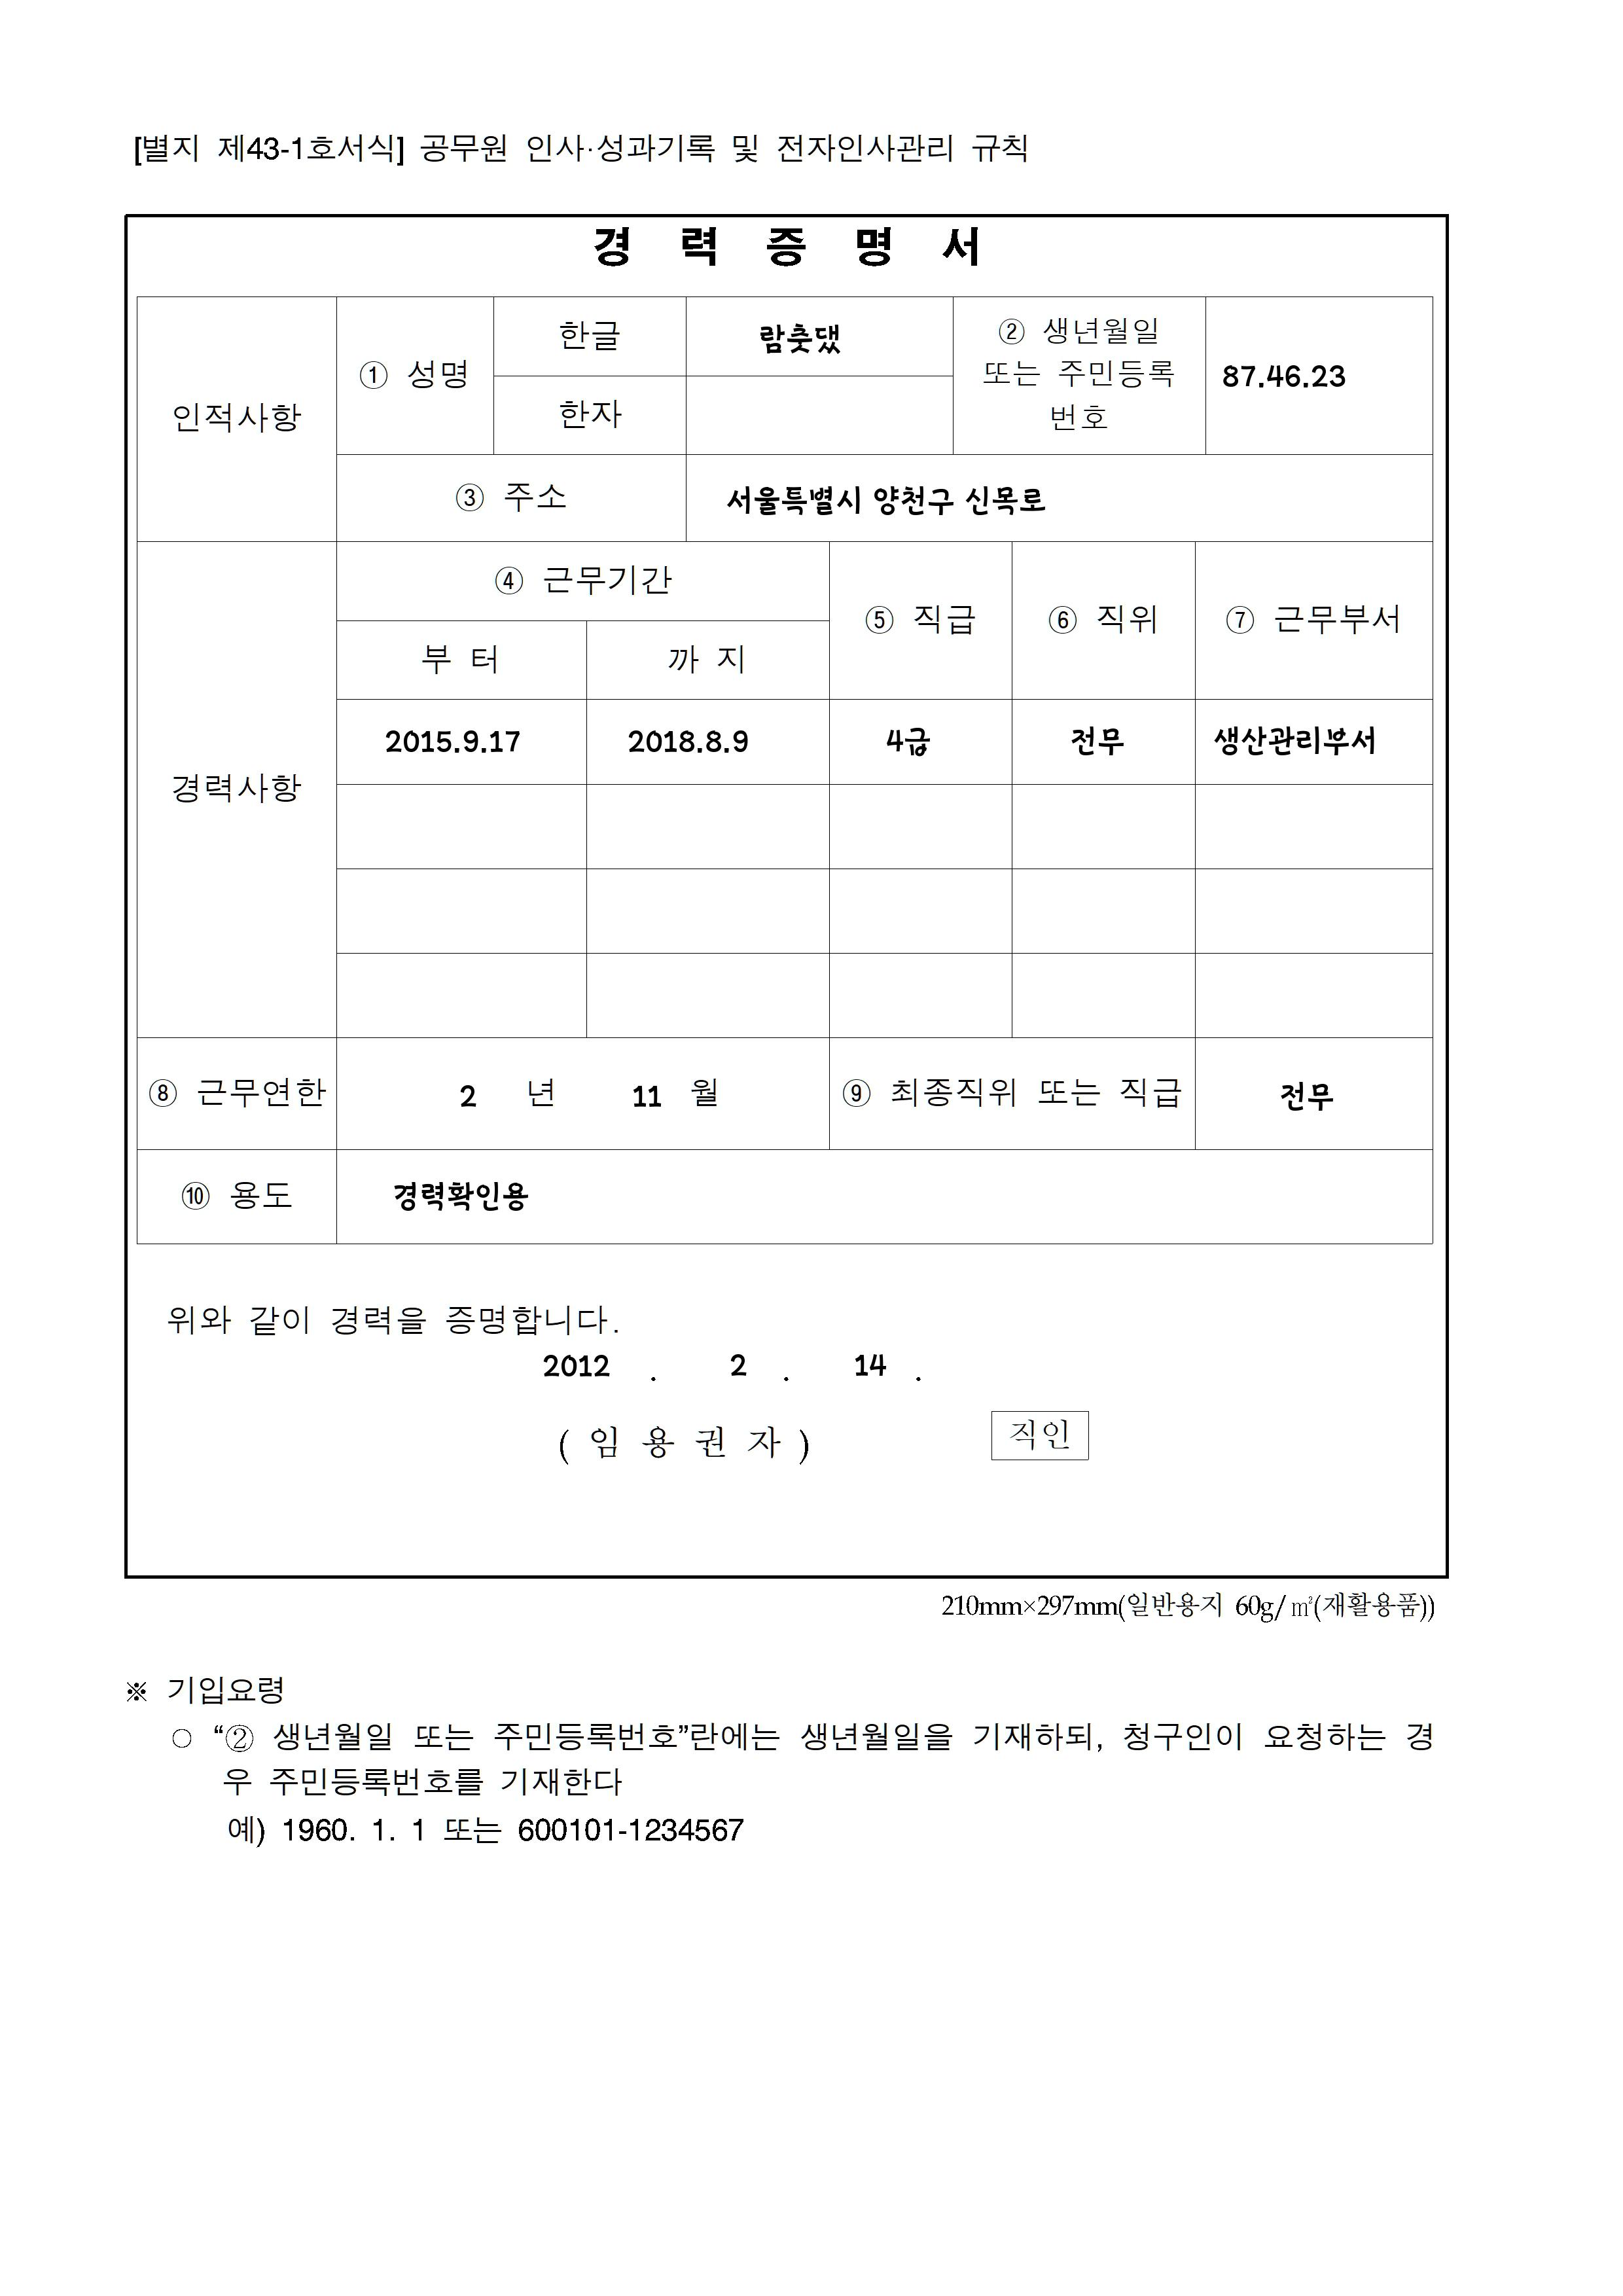 [별지 제43-1호서식] 공무원 인사·성과기록 및 전자인사관리 규칙
경 력 증 명 서
인적사항
① 성명
한글
람춧댔
② 생년월일
또는 주민등록
번호
87.46.23
한자
③ 주소
서울특별시 양천구 신목로
경력사항
④ 근무기간
⑤ 직급
⑥ 직위
⑦ 근무부서
부 터
까 지
2015.9.17
2018.8.9
4급
전무
생산관리부서
⑧ 근무연한
2 년 11 월
⑨ 최종직위 또는 직급
전무
⑩ 용도
경력확인용
위와 같이 경력을 증명합니다.
2012 . 2 . 14 .
( 임 용 권 자 )
직인
210mm×297mm(일반용지 60g/㎡(재활용품))
※ 기입요령
○ “② 생년월일 또는 주민등록번호”란에는 생년월일을 기재하되, 청구인이 요청하는 경
우 주민등록번호를 기재한다
예) 1960. 1. 1 또는 600101-1234567